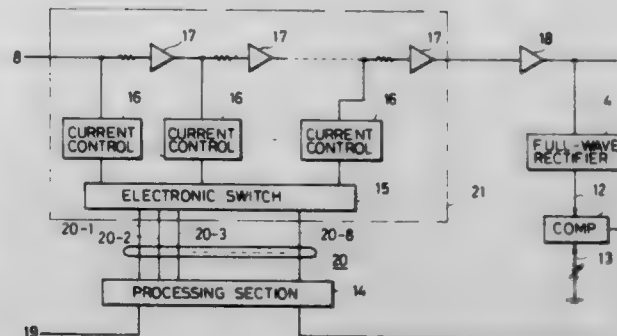 17 17 17 18
8
16 16 16 4
CURRENT CONTROL CURRENT CONTROL CURRENT CONTROL FULL-WAVE RECTIFIER
ELECTRONIC SWITCH 15 21 12
20-1 20-2 20-3 20-8 COMP
20 13
PROCESSING SECTION 14
19